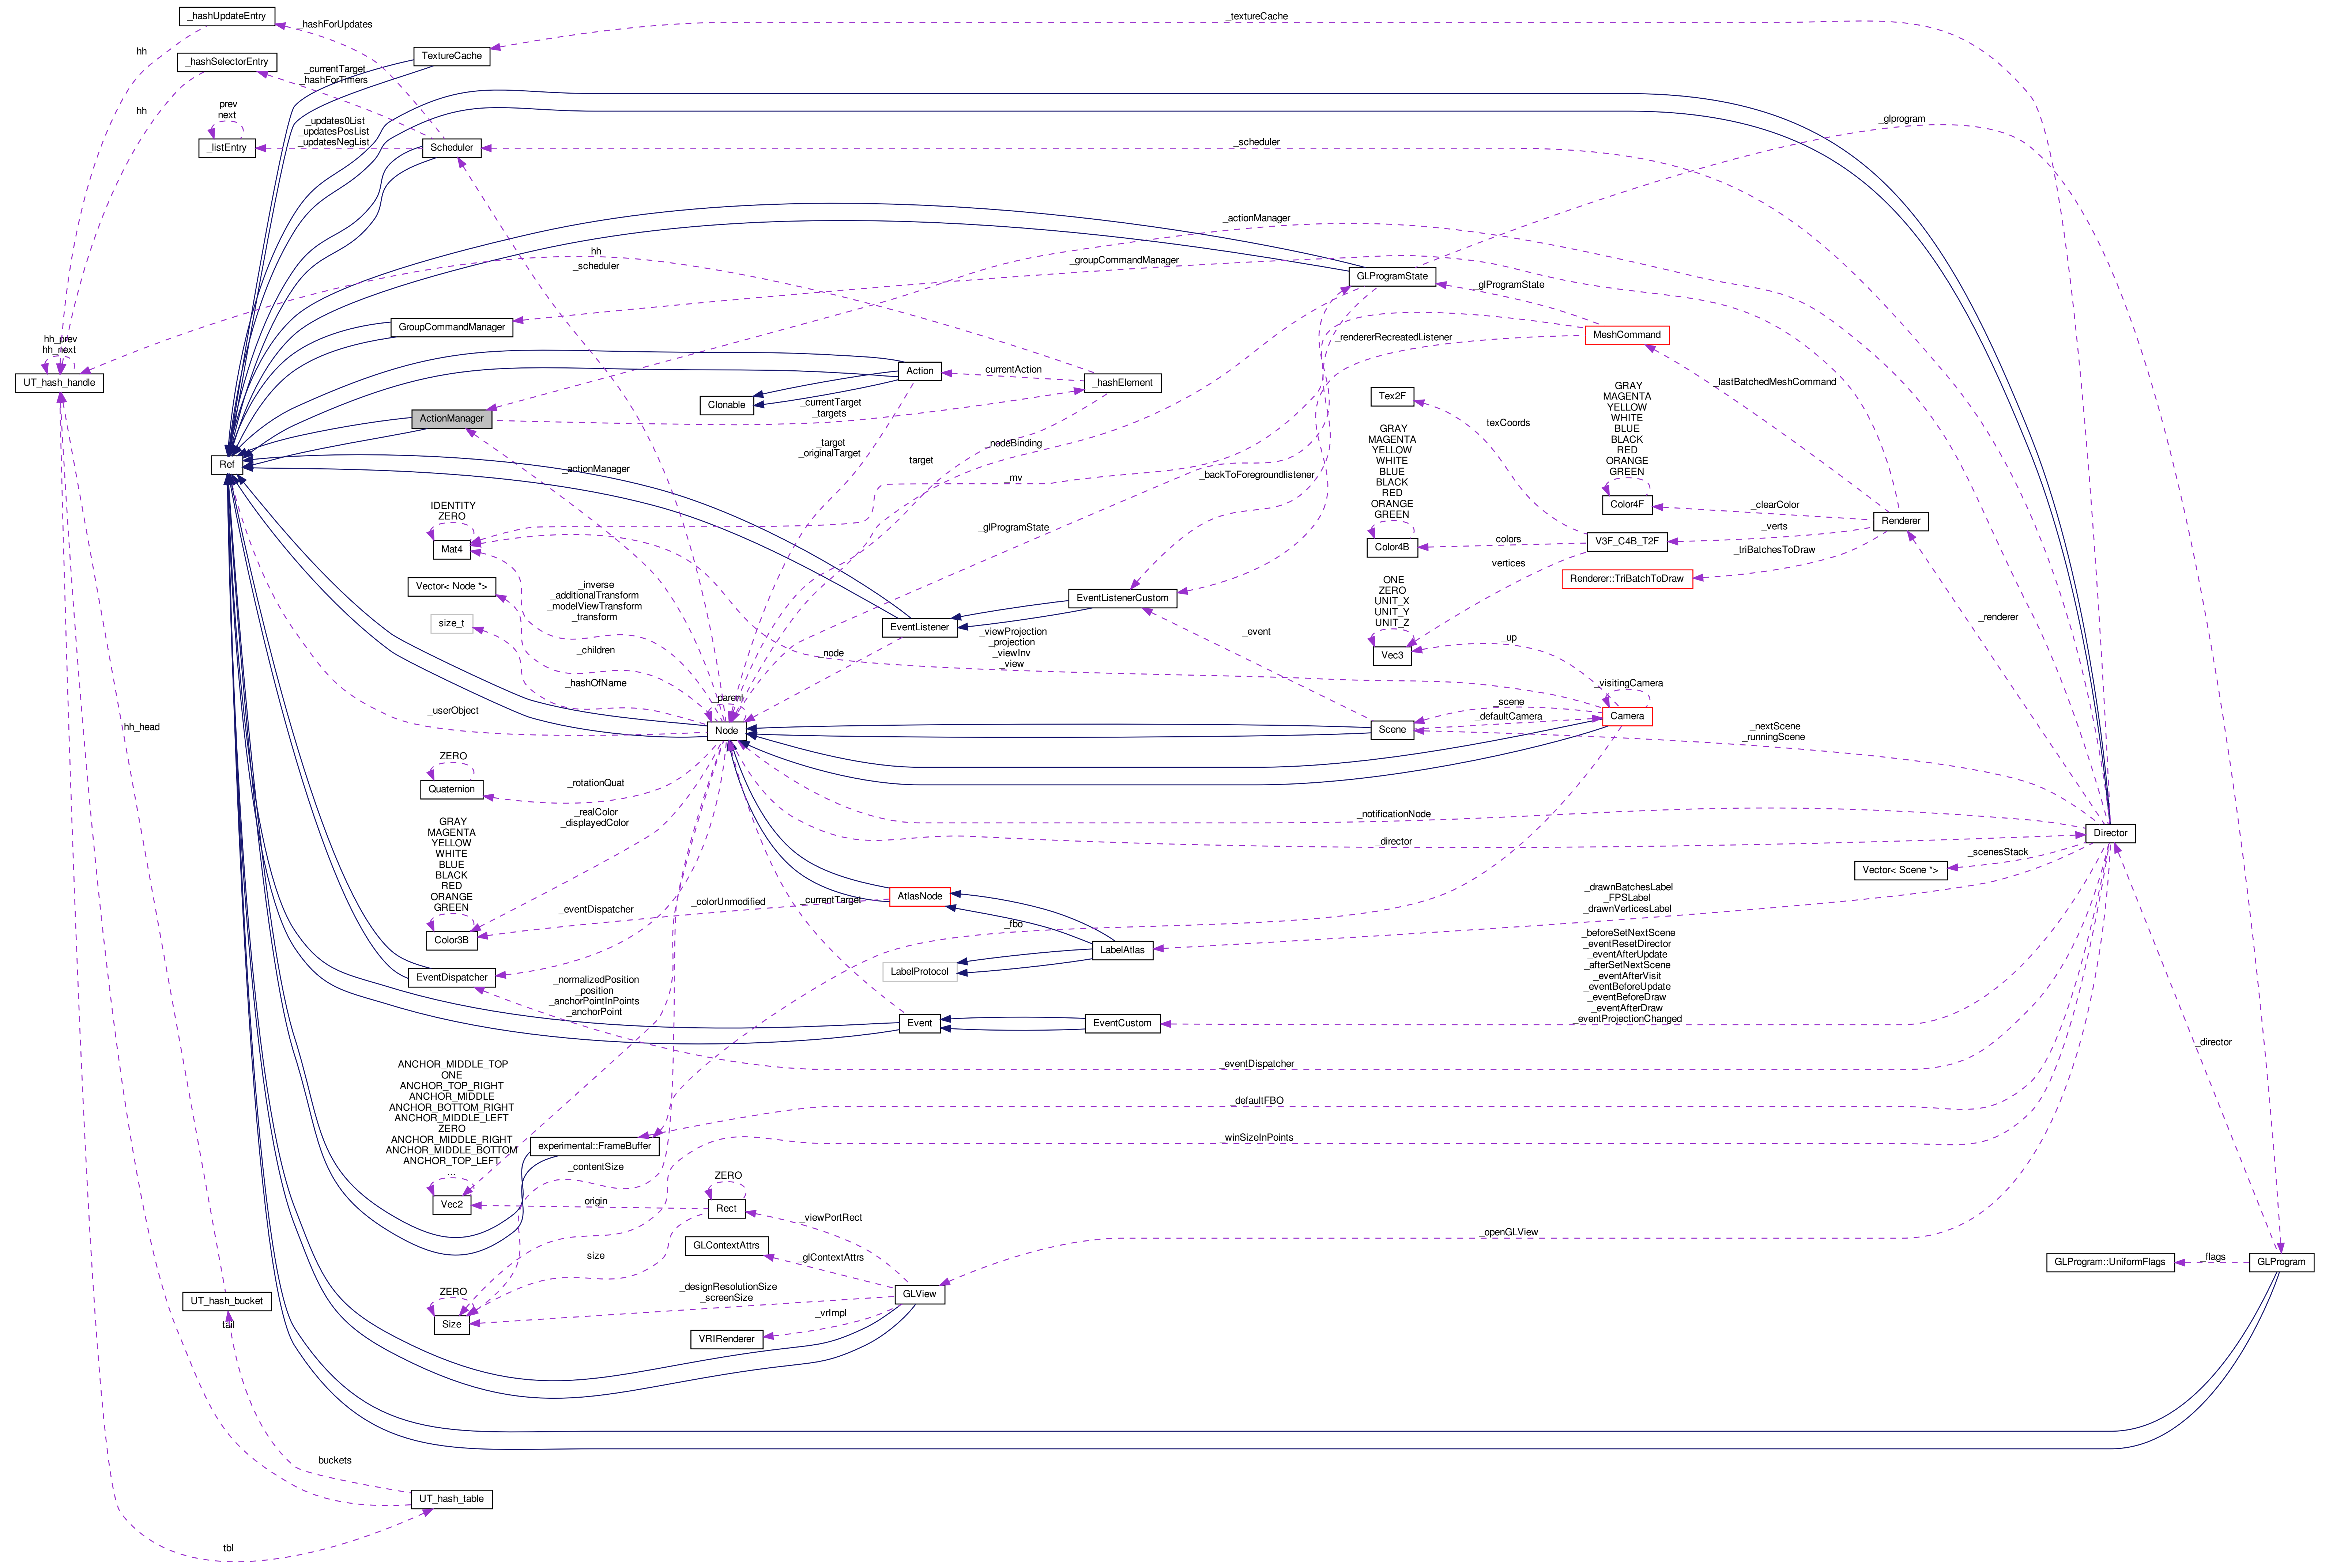 _hashUpdateEntry
_hashForUpdates
_textureCache
hh
TextureCache
_hashSelectorEntry
_currentTarget
_hashForTimers
hh
prev
next
_listEntry
_updates0List
_updatesPosList
_updatesNegList
Scheduler
_scheduler
_glprogram
_actionManager
hh
_scheduler
_groupCommandManager
GLProgramState
_glProgramState
GroupCommandManager
_rendererRecreatedListener
MeshCommand
hh_prev
hh_next
UT_hash_handle
Action
currentAction
_hashElement
Clonable
_currentTarget
_targets
ActionManager
_lastBatchedMeshCommand
Tex2F
texCoords
GRAY
MAGENTA
YELLOW
WHITE
BLUE
BLACK
RED
ORANGE
GREEN
Color4F
_clearColor
Renderer
GRAY
MAGENTA
YELLOW
WHITE
BLUE
BLACK
RED
ORANGE
GREEN
Color4B
colors
V3F_C4B_T2F
_verts
_triBatchesToDraw
Renderer::TriBatchToDraw
vertices
Ref
_actionManager
_target
_originalTarget
target
_nodeBinding
_mv
_backToForegroundlistener
IDENTITY
ZERO
Mat4
_glProgramState
Vector< Node *>
_inverse
_additionalTransform
_modelViewTransform
_transform
size_t
_children
EventListenerCustom
EventListener
_viewProjection
_projection
_viewInv
_view
_event
ONE
ZERO
UNIT_X
UNIT_Y
UNIT_Z
Vec3
_up
_renderer
_node
_hashOfName
_userObject
_parent
Node
_visitingCamera
_scene
_defaultCamera
Camera
Scene
_nextScene
_runningScene
hh_head
ZERO
Quaternion
_rotationQuat
_realColor
_displayedColor
_notificationNode
_director
Director
_scenesStack
Vector< Scene *>
GRAY
MAGENTA
YELLOW
WHITE
BLUE
BLACK
RED
ORANGE
GREEN
Color3B
_eventDispatcher
_colorUnmodified
_currentTarget
AtlasNode
_fbo
_drawnBatchesLabel
_FPSLabel
_drawnVerticesLabel
LabelAtlas
LabelProtocol
EventDispatcher
_beforeSetNextScene
_eventResetDirector
_eventAfterUpdate
_afterSetNextScene
_eventAfterVisit
_eventBeforeUpdate
_eventBeforeDraw
_eventAfterDraw
_eventProjectionChanged
_normalizedPosition
_position
_anchorPointInPoints
_anchorPoint
Event
EventCustom
_director
_eventDispatcher
ANCHOR_MIDDLE_TOP
ONE
ANCHOR_TOP_RIGHT
ANCHOR_MIDDLE
ANCHOR_BOTTOM_RIGHT
ANCHOR_MIDDLE_LEFT
ZERO
ANCHOR_MIDDLE_RIGHT
ANCHOR_MIDDLE_BOTTOM
ANCHOR_TOP_LEFT
...
Vec2
_defaultFBO
experimental::FrameBuffer
_winSizeInPoints
_contentSize
ZERO
origin
Rect
_viewPortRect
_openGLView
GLContextAttrs
_glContextAttrs
size
GLProgram::UniformFlags
_flags
GLProgram
_designResolutionSize
_screenSize
GLView
ZERO
Size
_vrImpl
VRIRenderer
UT_hash_bucket
tail
buckets
UT_hash_table
tbl